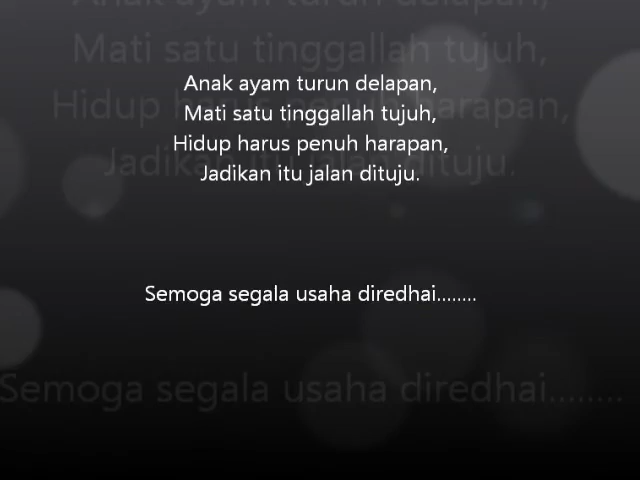 Anak ayam turun delapan,
Mati satu tinggallah tujuh,
Hidup harus penuh harapan,
Jadikan itu jalan dituju.
Semoga segala usaha diredhai........